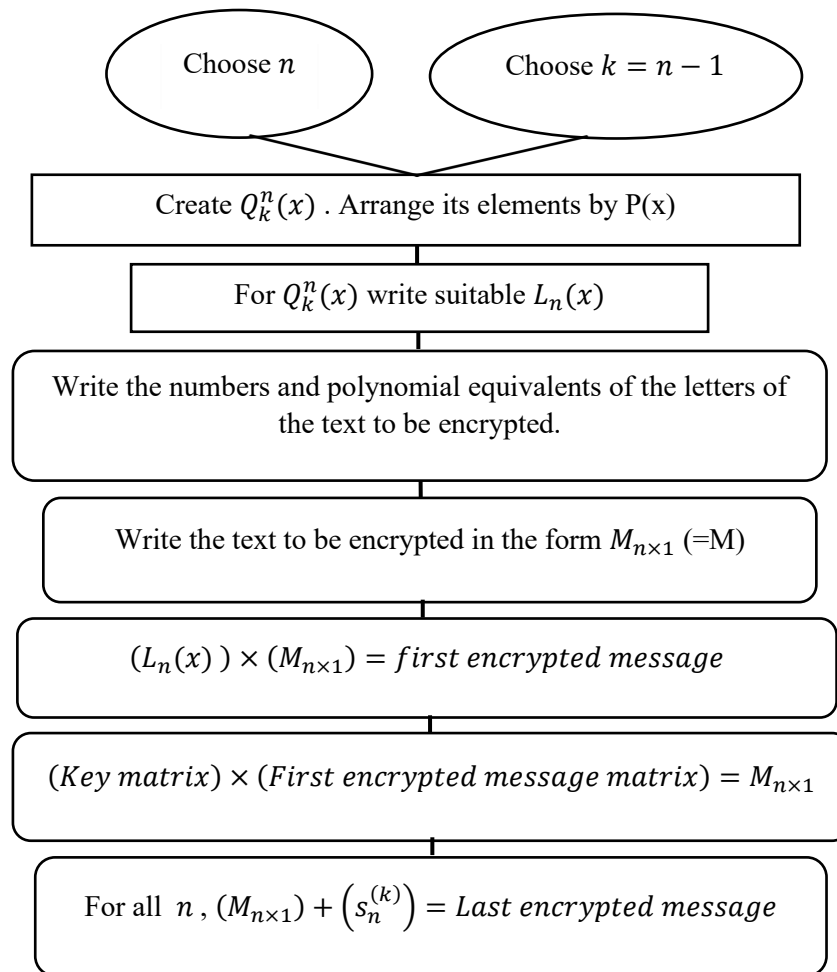 Choose $n$
Choose $k = n - 1$
Create $Q_k^n(x)$ . Arrange its elements by P(x)
For $Q_k^n(x)$ write suitable $L_n(x)$
Write the numbers and polynomial equivalents of the letters of
the text to be encrypted.
Write the text to be encrypted in the form $M_{n×1}$ (=M)
$(L_n(x) ) × (M_{n×1}) = first encrypted message$
$(Key matrix) × (First encrypted message matrix) = M_{n×1}$
For all $n$ , $(M_{n×1}) + (s_n^{(k)}) = Last encrypted message$